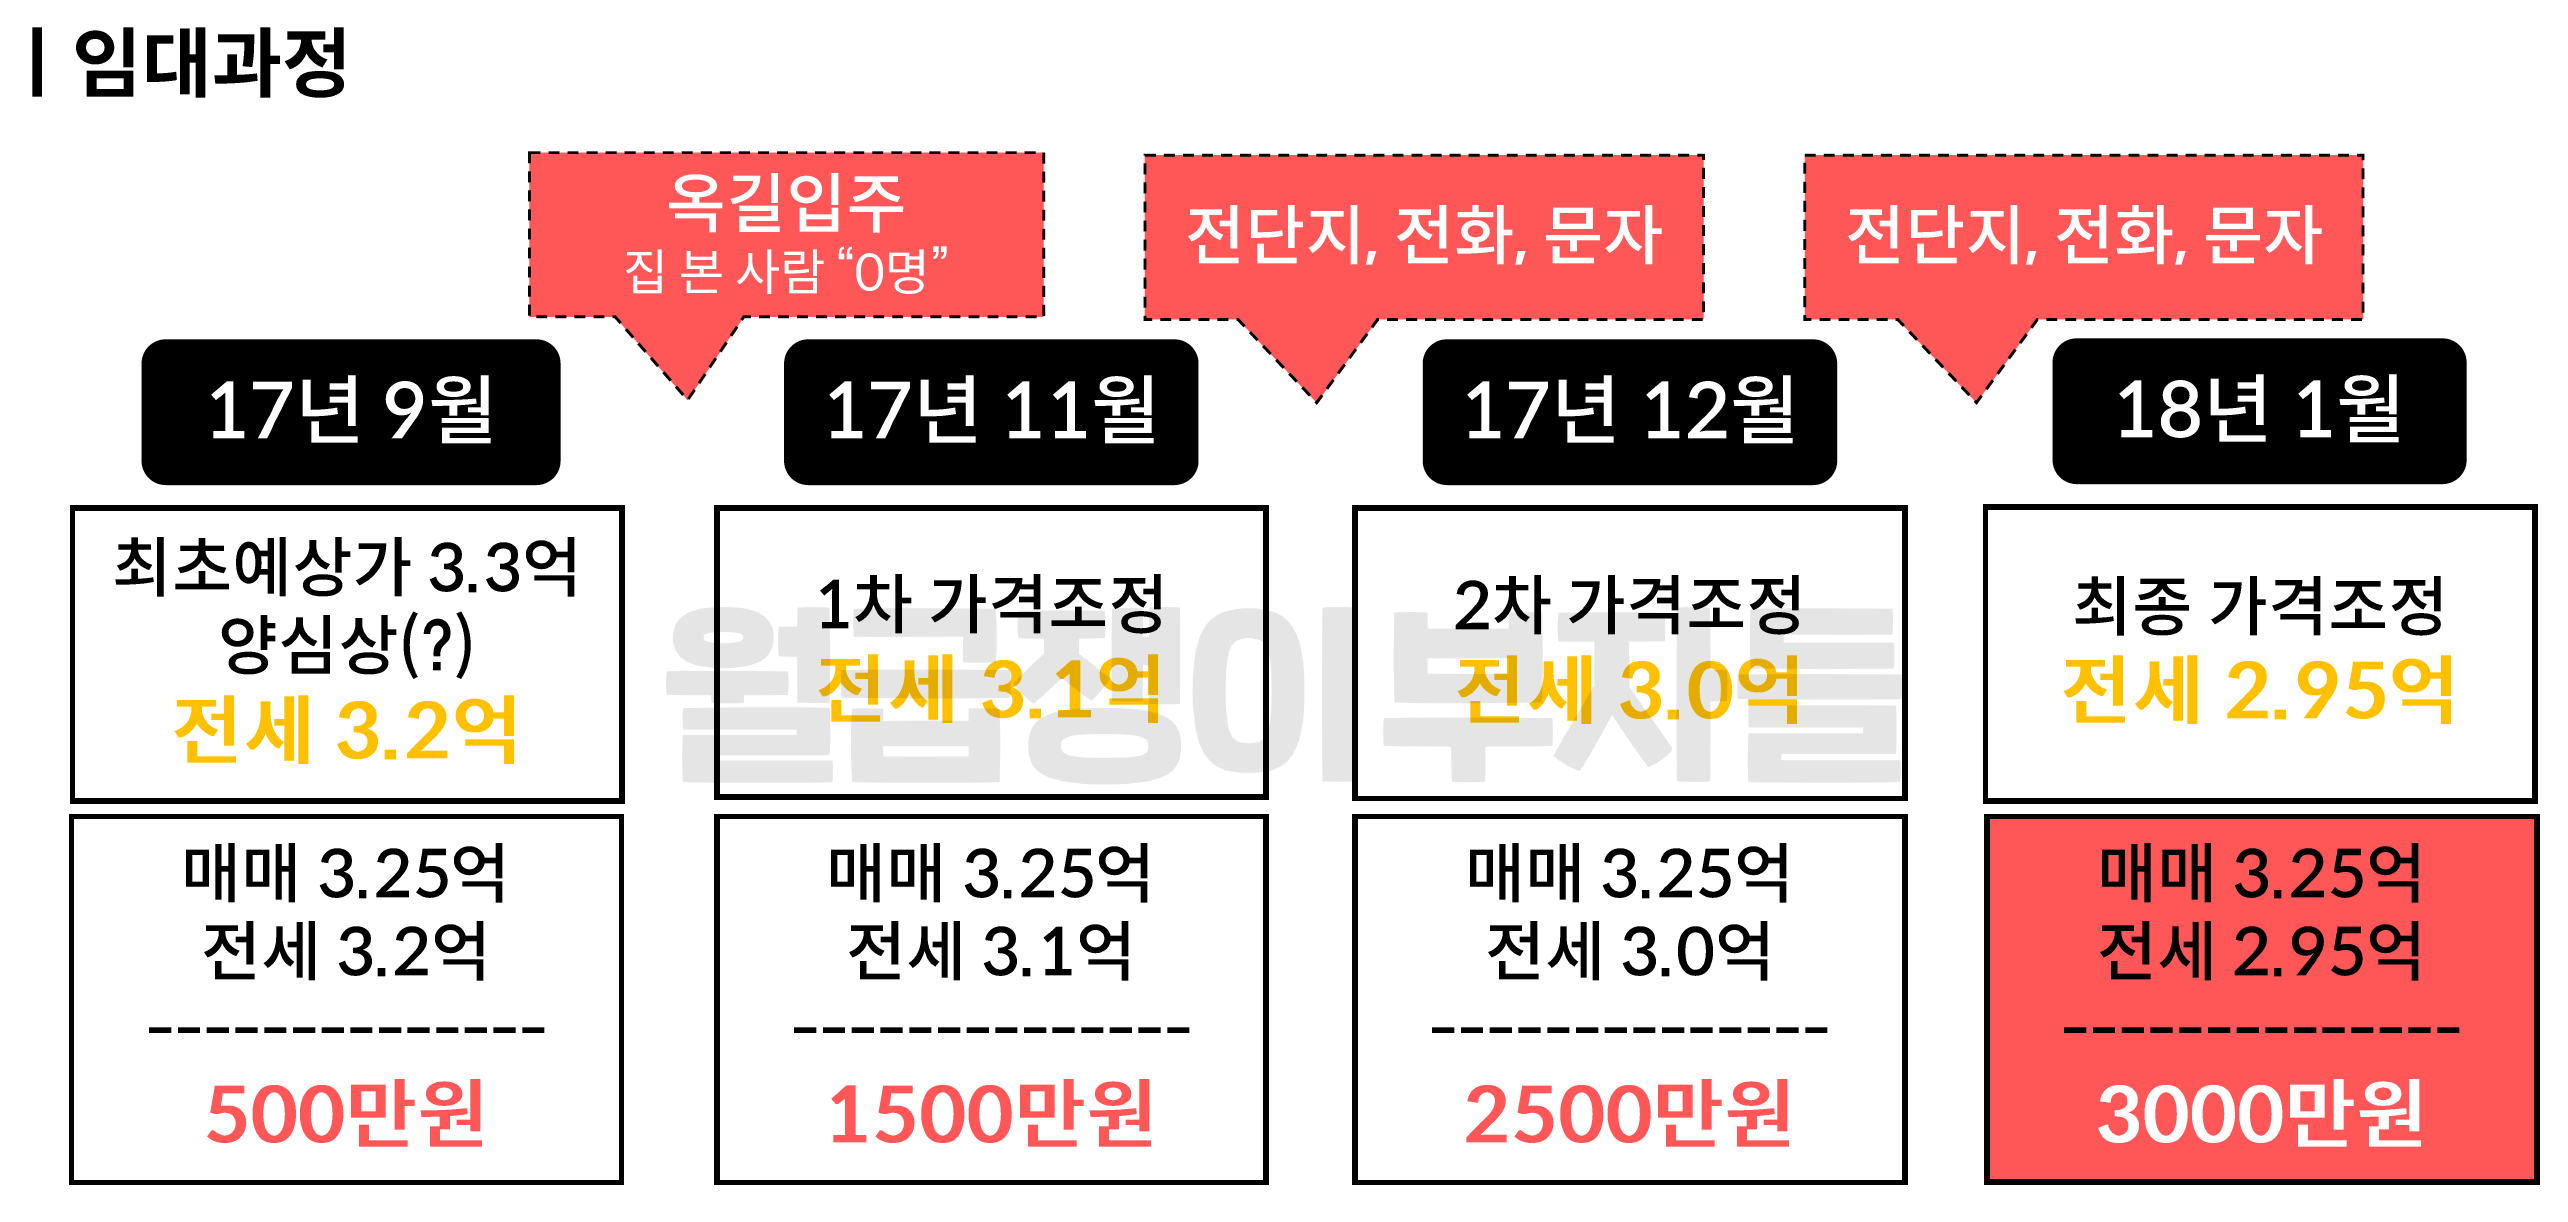 | 임대과정
옥길입주
집 본 사람 “0명”
전단지, 전화, 문자
전단지, 전화, 문자
17년 9월
17년 11월
17년 12월
18년 1월
최초예상가 3.3억
양심상(?)
전세 3.2억
1차 가격조정
전세 3.1억
2차 가격조정
전세 3.0억
최종 가격조정
전세 2.95억
월급쟁이부자들
매매 3.25억
전세 3.2억
--------------
500만원
매매 3.25억
전세 3.1억
--------------
1500만원
매매 3.25억
전세 3.0억
--------------
2500만원
매매 3.25억
전세 2.95억
--------------
3000만원